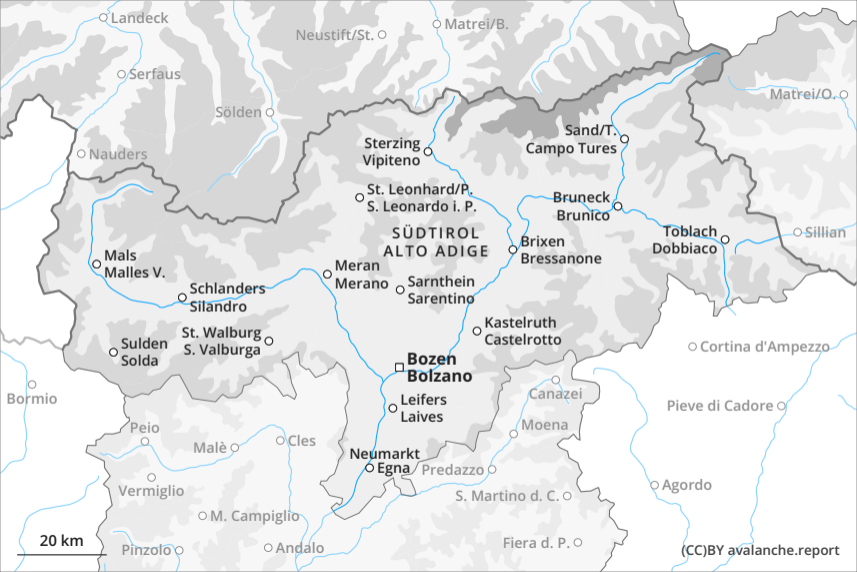 Landeck
Matrei/B.
Neustift/St.
Serfaus
Matrei/O.
Sölden
Sand/T.
Campo Tures
Sterzing
Vipiteno
Nauders
St. Leonhard/P.
S. Leonardo i. P.
Bruneck
Brunico
SÜDTIROL
ALTO ADIGE
Toblach
Dobbiaco
Sillian
Brixen
Bressanone
Mals
Malles V.
Meran
Merano
Sarnthein
Sarentino
Schlanders
Silandro
Kastelruth
Castelrotto
St. Walburg
S. Valburga
Sulden
Solda
Cortina d'Ampezzo
Bozen
Bolzano
Bormio
Canazei
Leifers
Laives
Pieve di Cadore
Peio
Moena
Malè
Cles
Neumarkt
Egna
Predazzo
Vermiglio
S. Martino d. C.
Agordo
M. Campiglio
20 km
Pinzolo
Andalo
Fiera d. P.
(CC)BY avalanche.report